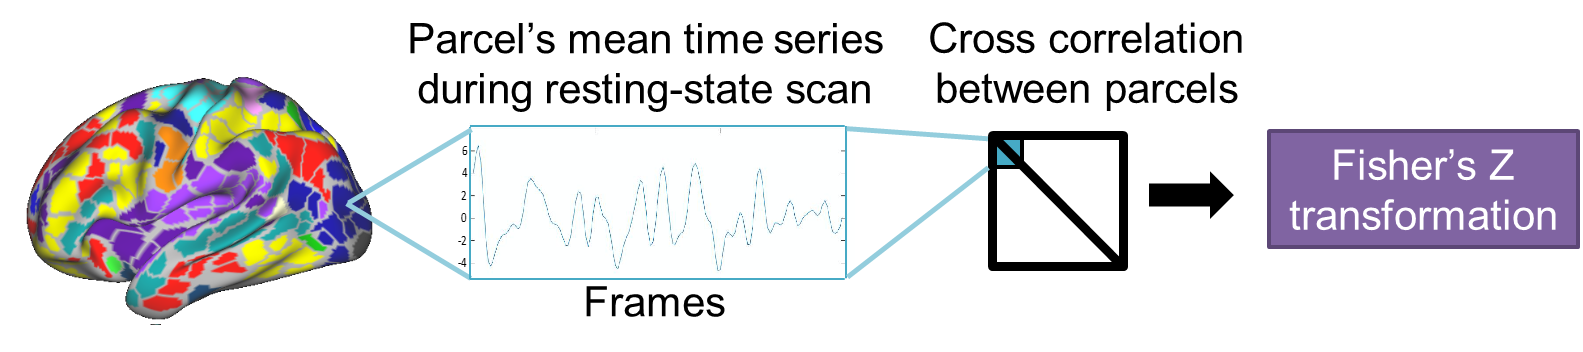 Parcel's mean time series
during resting-state scan
Cross correlation
between parcels
6
4
2
0
-2
-4
Frames
Fisher's Z
transformation